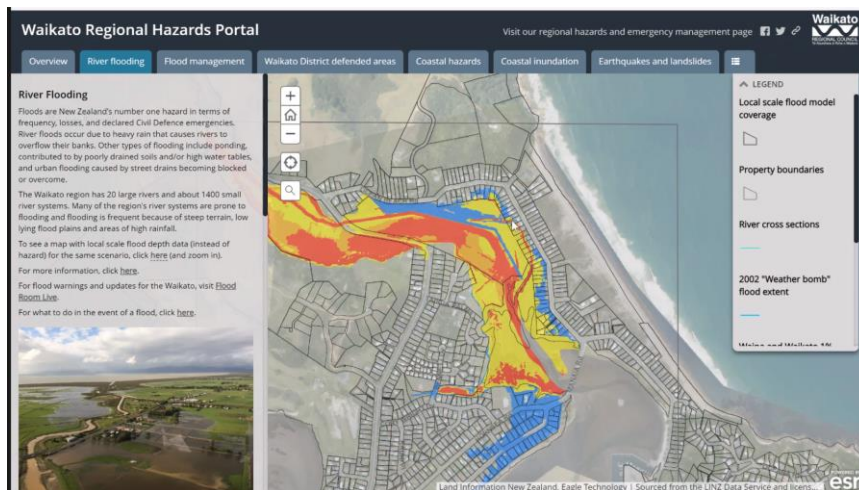 Waikato Regional Hazards Portal
Visit our regional hazards and emergency management page
Waikato
REGIONAL COUNCIL
Overview
River flooding
Flood management
Waikato District defended areas
Coastal hazards
Coastal inundation
Earthquakes and landslides
River Flooding
Floods are New Zealand's number one hazard in terms of
frequency, losses, and declared Civil Defence emergencies.
River floods occur due to heavy rain that causes rivers to
overflow their banks. Other types of flooding include ponding,
contributed to by poorly drained soils and/or high water tables,
and urban flooding caused by street drains becoming blocked
or overcome.
The Waikato region has 20 large rivers and about 1400 small
river systems. Many of the region's river systems are prone to
flooding and flooding is frequent because of steep terrain, low
lying flood plains and areas of high rainfall.
To see a map with local scale flood depth data (instead of
hazard) for the same scenario, click here (and zoom in).
For more information, click here.
For flood warnings and updates for the Waikato, visit Flood
Room Live.
For what to do in the event of a flood, click here.
LEGEND
Local scale flood model
coverage
Property boundaries
River cross sections
2002 "Weather bomb"
flood extent
Land Information New Zealand, Eagle Technology | Sourced from the LINZ Data Service and licens...
POWERED BY
esri